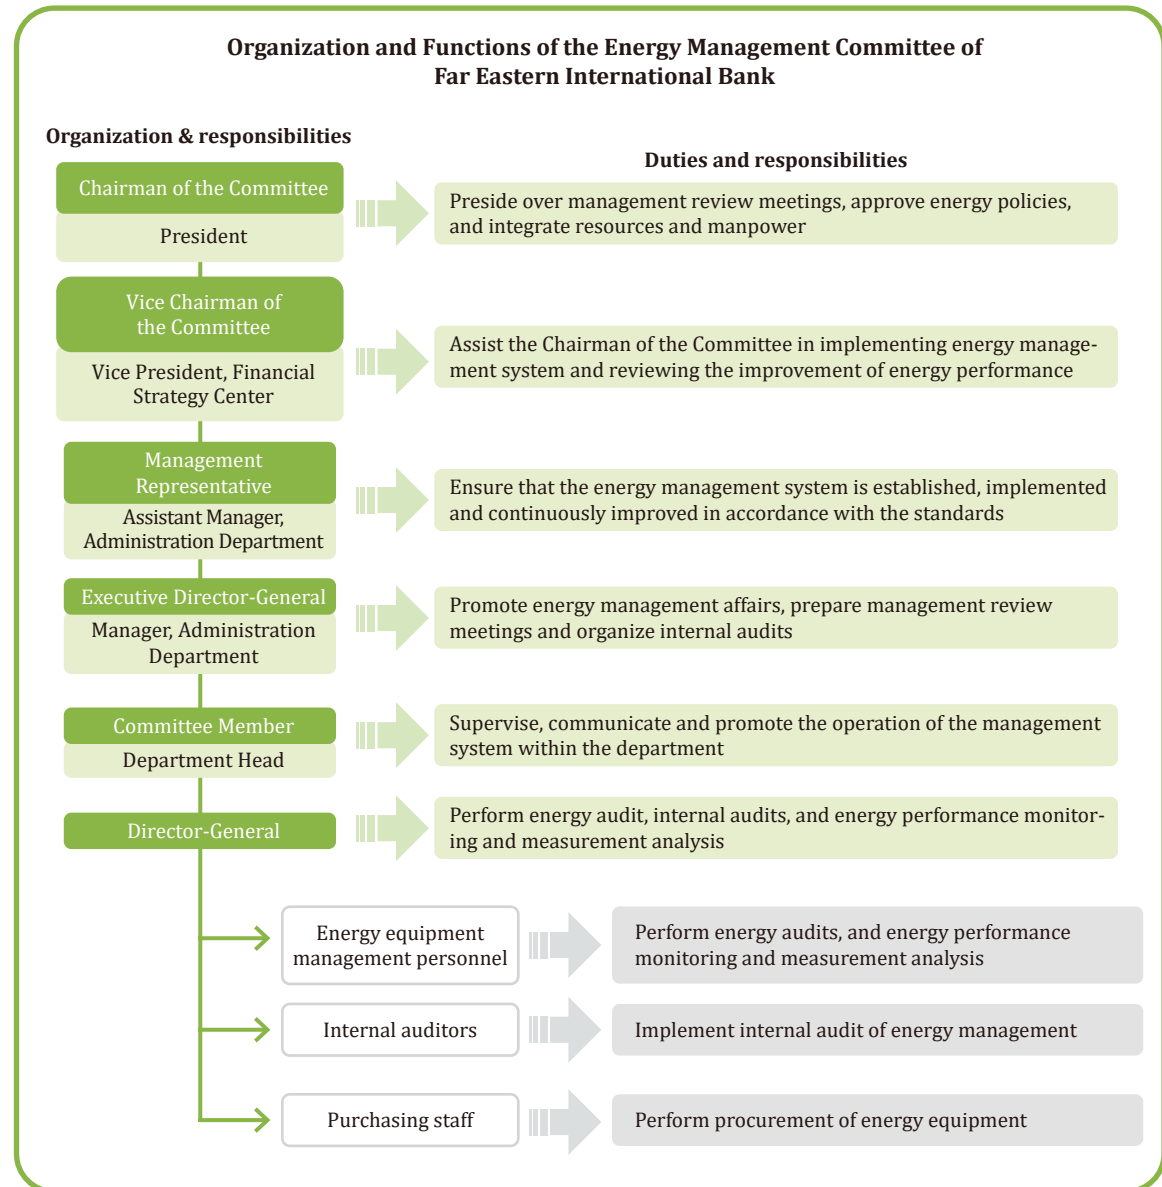 Organization and Functions of the Energy Management Committee of
Far Eastern International Bank
Organization & responsibilities
Duties and responsibilities
Chairman of the Committee
President
Preside over management review meetings, approve energy policies,
and integrate resources and manpower
Vice Chairman of
the Committee
Vice President, Financial
Strategy Center
Assist the Chairman of the Committee in implementing energy manage-
ment system and reviewing the improvement of energy performance
Management
Representative
Assistant Manager,
Administration Department
Ensure that the energy management system is established, implemented
and continuously improved in accordance with the standards
Executive Director-General
Manager, Administration
Department
Promote energy management affairs, prepare management review
meetings and organize internal audits
Committee Member
Department Head
Supervise, communicate and promote the operation of the management
system within the department
Director-General
Perform energy audit, internal audits, and energy performance monitor-
ing and measurement analysis
Energy equipment
management personnel
Perform energy audits, and energy performance
monitoring and measurement analysis
Internal auditors
Implement internal audit of energy management
Purchasing staff
Perform procurement of energy equipment